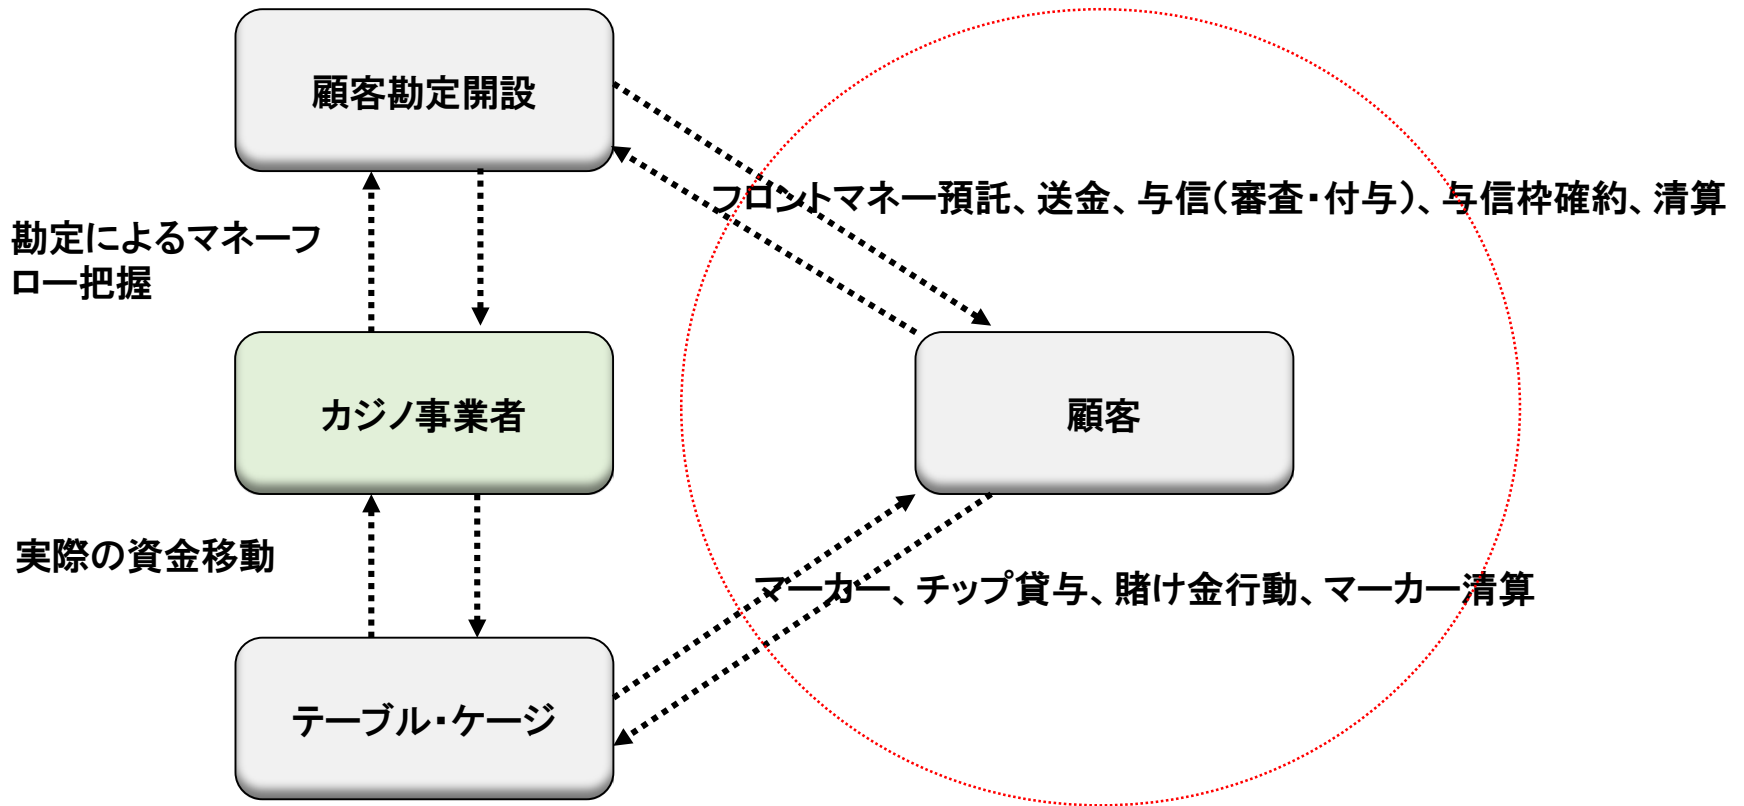 顧客勘定開設
フロントマネー預託、送金、与信（審査・付与）、与信枠確約、清算
勘定によるマネーフ
ロー把握
カジノ事業者
顧客
実際の資金移動
マーカー、チップ貸与、賭け金行動、マーカー清算
テーブル・ケージ